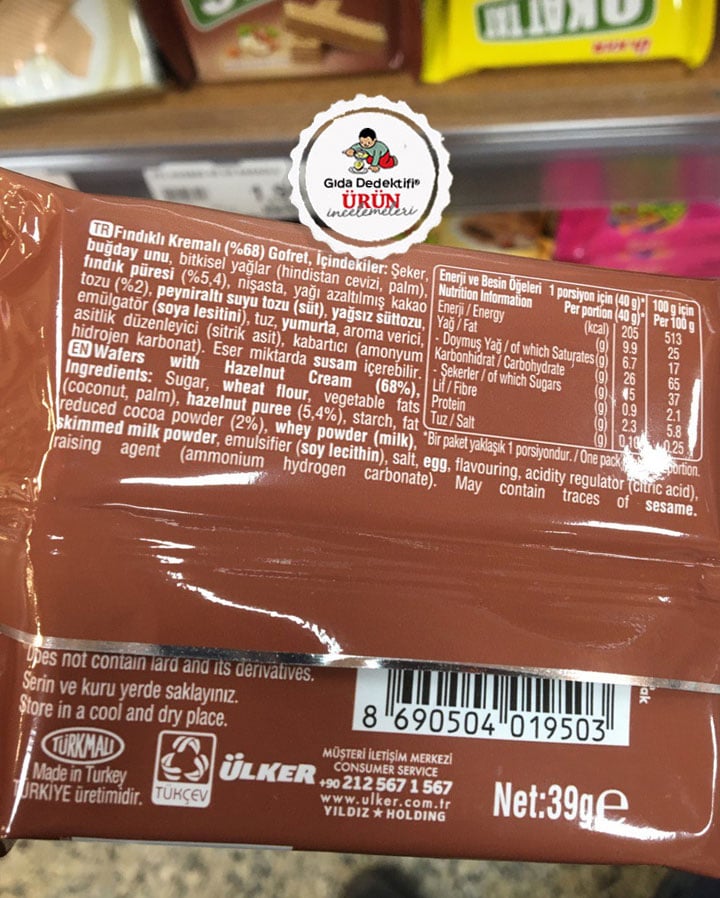 OKATTRI
ÜLKER
Gıda Dedektifi®
ÜRÜN
incelemeleri
TR Fındıklı Kremalı (%68) Gofret, İçindekiler: Şeker,
buğday unu, bitkisel yağlar (hindistan cevizi, palm),
fındık püresi (%5,4), nişasta, yağı azaltılmış kakao
tozu (%2), peyniraltı suyu tozu (süt), yağsız süttozu,
emülgatör (soya lesitini), tuz, yumurta, aroma verici,
asitlik düzenleyici (sitrik asit), kabartıcı (amonyum
hidrojen karbonat). Eser miktarda susam içerebilir.
EN Wafers with Hazelnut Cream (68%),
Ingredients: Sugar, wheat flour, vegetable fats
(coconut, palm), hazelnut puree (5,4%), starch, fat
reduced cocoa powder (2%), whey powder (milk),
skimmed milk powder, emulsifier (soy lecithin), salt, egg, flavouring, acidity regulator (citric acid),
raising agent (ammonium hydrogen carbonate). May contain traces of sesame.
Enerji ve Besin Öğeleri 1 porsiyon için (40 g)* 100 g için
Nutrition Information Per portion (40 g)* Per 100 g
Enerji / Energy (kcal) 205 513
Yağ / Fat (g) 9.9 25
- Doymuş Yağ / of which Saturates (g) 6.7 17
Karbonhidrat / Carbohydrate (g) 26 65
- Şekerler / of which Sugars (g) 15 37
Lif / Fibre (g) 0.9 2.1
Protein (g) 2.3 5.8
Tuz / Salt (g) 0.10 0.25
*Bir paket yaklaşık 1 porsiyondur. / One pack portion.
Does not contain lard and its derivatives.
Serin ve kuru yerde saklayınız.
Store in a cool and dry place.
8 690504 019503
TÜRKMALI
Made in Turkey
TÜRKİYE üretimidir.
TÜKÇEV
ÜLKER
MÜŞTERİ İLETİŞİM MERKEZİ
CONSUMER SERVICE
+90 212 567 1 567
www.ulker.com.tr
YILDIZ ★ HOLDING
Net:39g e